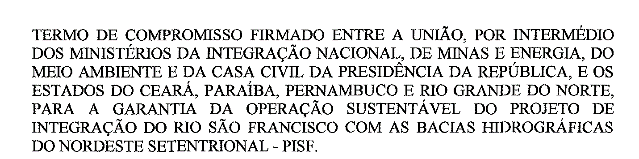 TERMO DE COMPROMISSO FIRMADO ENTRE A UNIÃO, POR INTERMÉDIO
DOS MINISTÉRIOS DA INTEGRAÇÃO NACIONAL, DE MINAS E ENERGIA, DO
MEIO AMBIENTE E DA CASA CIVIL DA PRESIDÊNCIA DA REPÚBLICA, E OS
ESTADOS DO CEARÁ, PARAÍBA, PERNAMBUCO E RIO GRANDE DO NORTE,
PARA A GARANTIA DA OPERAÇÃO SUSTENTÁVEL DO PROJETO DE
INTEGRAÇÃO DO RIO SÃO FRANCISCO COM AS BACIAS HIDROGRÁFICAS
DO NORDESTE SETENTRIONAL - PISF.